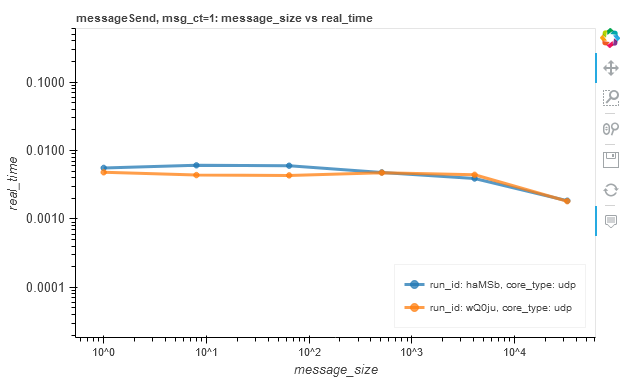 messageSend, msg_ct=1: message_size vs real_time
0.1000
0.0100
0.0010
0.0001
real_time
10^0
10^1
10^2
10^3
10^4
message_size
run_id: haMSb, core_type: udp
run_id: wQ0ju, core_type: udp